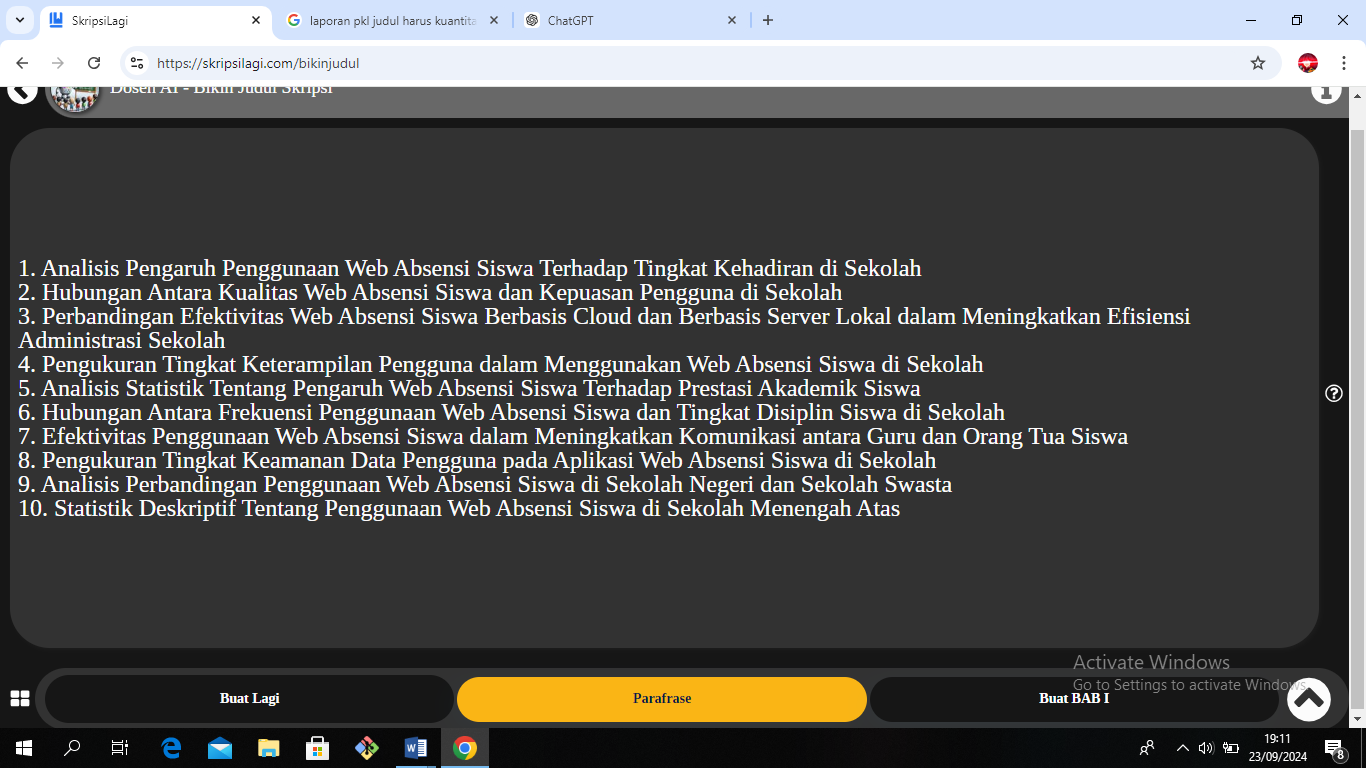 SkripsiLagi
laporan pkl judul harus kuantita
ChatGPT
https://skripsilagi.com/bikinjudul
Dosen AI - Bikin Judul Skripsi
1. Analisis Pengaruh Penggunaan Web Absensi Siswa Terhadap Tingkat Kehadiran di Sekolah
2. Hubungan Antara Kualitas Web Absensi Siswa dan Kepuasan Pengguna di Sekolah
3. Perbandingan Efektivitas Web Absensi Siswa Berbasis Cloud dan Berbasis Server Lokal dalam Meningkatkan Efisiensi
Administrasi Sekolah
4. Pengukuran Tingkat Keterampilan Pengguna dalam Menggunakan Web Absensi Siswa di Sekolah
5. Analisis Statistik Tentang Pengaruh Web Absensi Siswa Terhadap Prestasi Akademik Siswa
6. Hubungan Antara Frekuensi Penggunaan Web Absensi Siswa dan Tingkat Disiplin Siswa di Sekolah
7. Efektivitas Penggunaan Web Absensi Siswa dalam Meningkatkan Komunikasi antara Guru dan Orang Tua Siswa
8. Pengukuran Tingkat Keamanan Data Pengguna pada Aplikasi Web Absensi Siswa di Sekolah
9. Analisis Perbandingan Penggunaan Web Absensi Siswa di Sekolah Negeri dan Sekolah Swasta
10. Statistik Deskriptif Tentang Penggunaan Web Absensi Siswa di Sekolah Menengah Atas
Activate Windows
Go to Settings to activate Windows.
Buat Lagi
Parafrase
Buat BAB I
19:11
23/09/2024
8